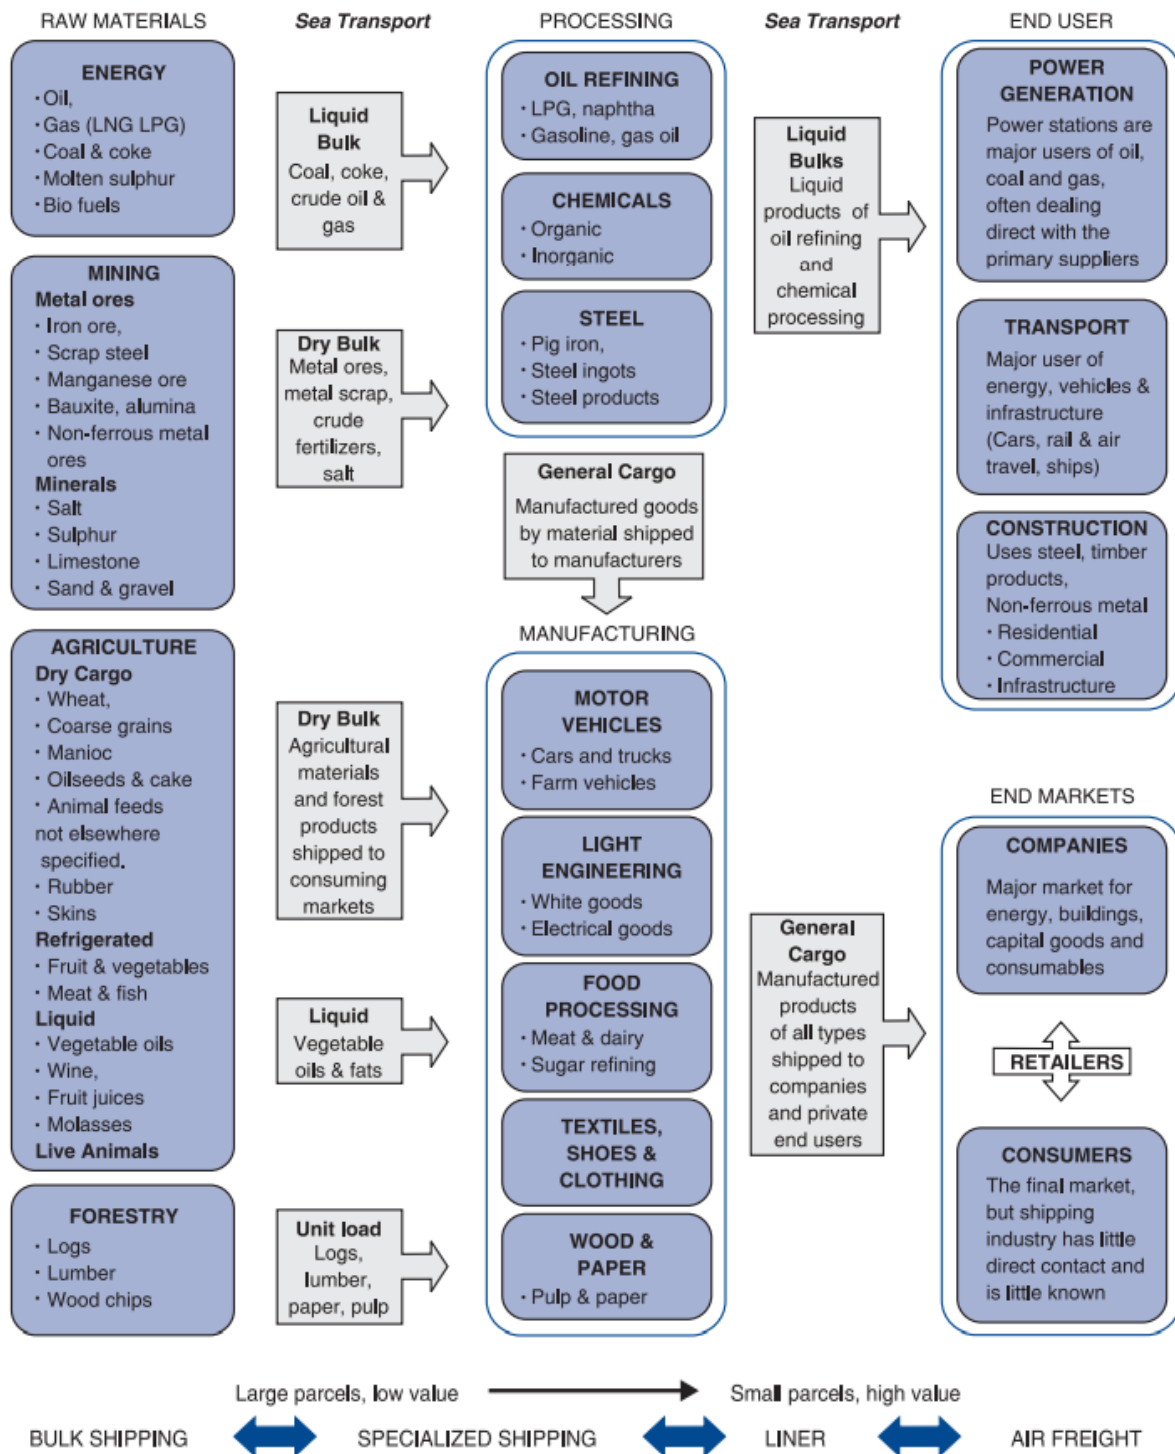 RAW MATERIALS
Sea Transport
PROCESSING
Sea Transport
END USER
ENERGY
· Oil,
· Gas (LNG LPG)
· Coal & coke
· Molten sulphur
· Bio fuels
MINING
Metal ores
· Iron ore,
· Scrap steel
· Manganese ore
· Bauxite, alumina
· Non-ferrous metal
ores
Minerals
· Salt
· Sulphur
· Limestone
· Sand & gravel
AGRICULTURE
Dry Cargo
· Wheat,
· Coarse grains
· Manioc
· Oilseeds & cake
· Animal feeds
not elsewhere
specified.
· Rubber
· Skins
Refrigerated
· Fruit & vegetables
· Meat & fish
Liquid
· Vegetable oils
· Wine,
· Fruit juices
· Molasses
Live Animals
FORESTRY
· Logs
· Lumber
· Wood chips
Liquid
Bulk
Coal, coke,
crude oil &
gas
Dry Bulk
Metal ores,
metal scrap,
crude
fertilizers,
salt
Dry Bulk
Agricultural
materials
and forest
products
shipped to
consuming
markets
Liquid
Vegetable
oils & fats
Unit load
Logs,
lumber,
paper, pulp
OIL REFINING
· LPG, naphtha
· Gasoline, gas oil
CHEMICALS
· Organic
· Inorganic
STEEL
· Pig iron,
· Steel ingots
· Steel products
General Cargo
Manufactured goods
by material shipped
to manufacturers
MANUFACTURING
MOTOR
VEHICLES
· Cars and trucks
· Farm vehicles
LIGHT
ENGINEERING
· White goods
· Electrical goods
FOOD
PROCESSING
· Meat & dairy
· Sugar refining
TEXTILES,
SHOES &
CLOTHING
WOOD &
PAPER
· Pulp & paper
Liquid
Bulks
Liquid
products of
oil refining
and
chemical
processing
General
Cargo
Manufactured
products
of all types
shipped to
companies
and private
end users
POWER
GENERATION
Power stations are
major users of oil,
coal and gas,
often dealing
direct with the
primary suppliers
TRANSPORT
Major user of
energy, vehicles &
infrastructure
(Cars, rail & air
travel, ships)
CONSTRUCTION
Uses steel, timber
products,
Non-ferrous metal
· Residential
· Commercial
· Infrastructure
END MARKETS
COMPANIES
Major market for
energy, buildings,
capital goods and
consumables
RETAILERS
CONSUMERS
The final market,
but shipping
industry has little
direct contact and
is little known
Large parcels, low value
Small parcels, high value
BULK SHIPPING
SPECIALIZED SHIPPING
LINER
AIR FREIGHT